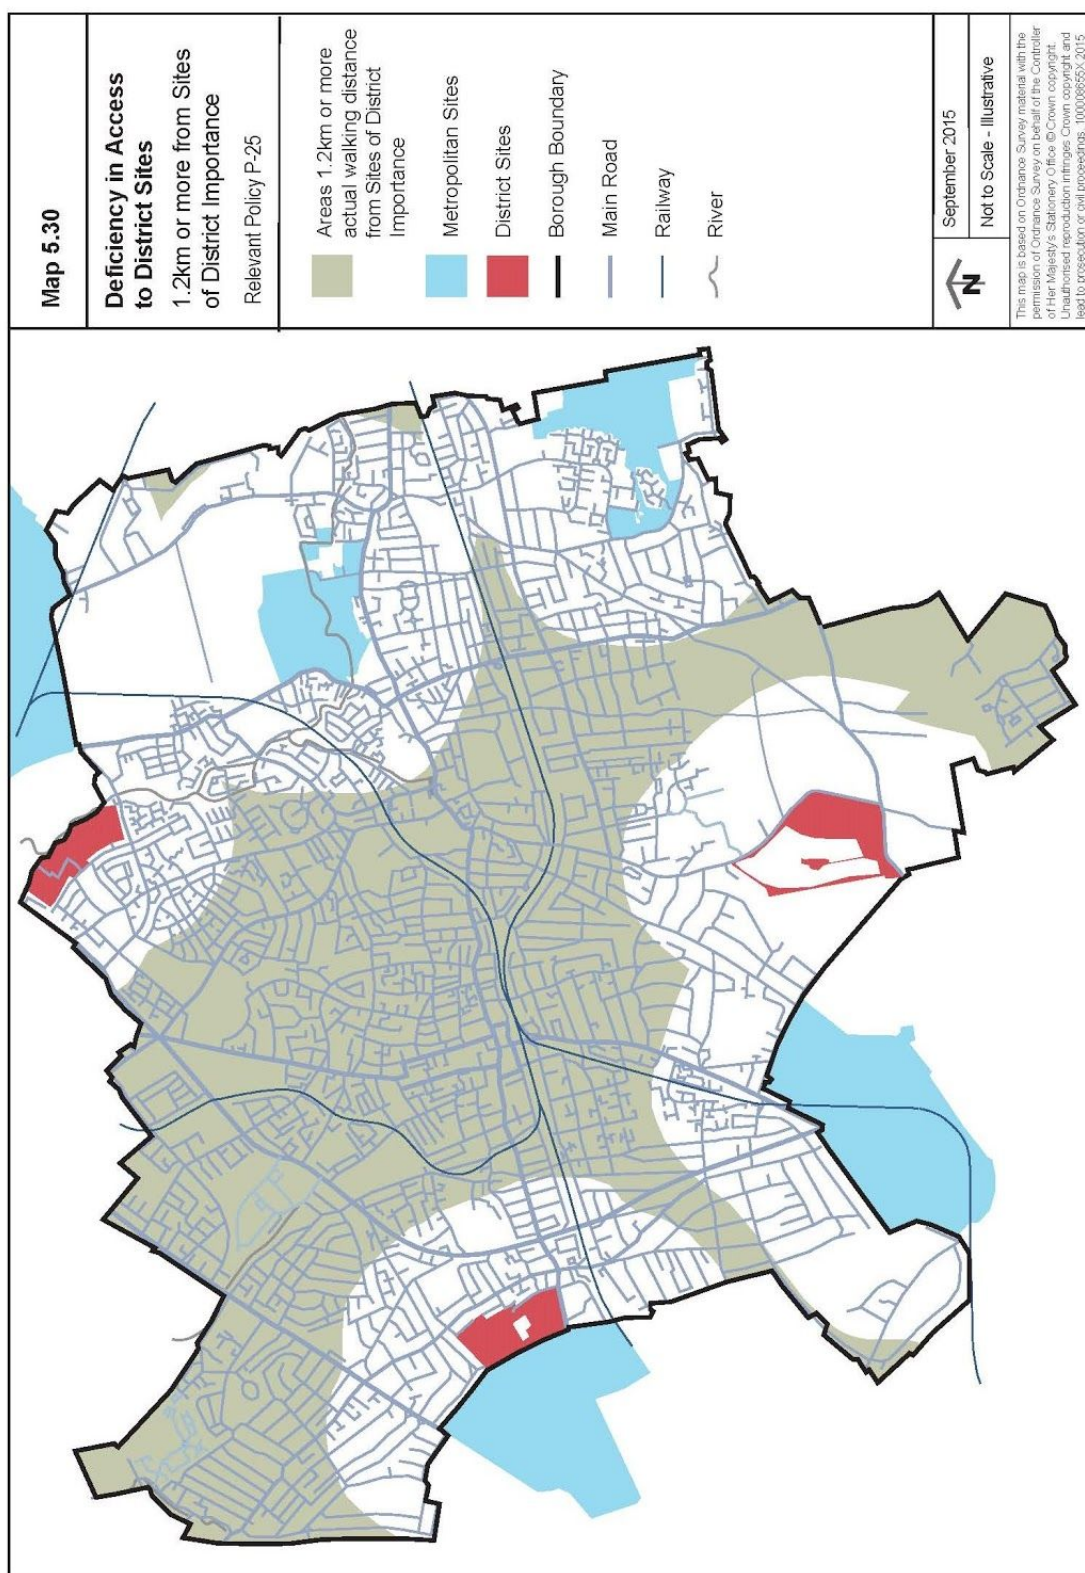 Map 5.30
Deficiency in Access
to District Sites
1.2km or more from Sites
of District Importance
Relevant Policy P-25
Areas 1.2km or more
actual walking distance
from Sites of District
Importance
Metropolitan Sites
District Sites
Borough Boundary
Main Road
Railway
River
N
September 2015
Not to Scale - Illustrative
This map is based on Ordnance Survey material with the
permission of Ordnance Survey on behalf of the Controller
of Her Majesty's Stationery Office © Crown copyright.
Unauthorised reproduction infringes Crown copyright and
lead to prosecution or civil proceedings. 100008655X 2015